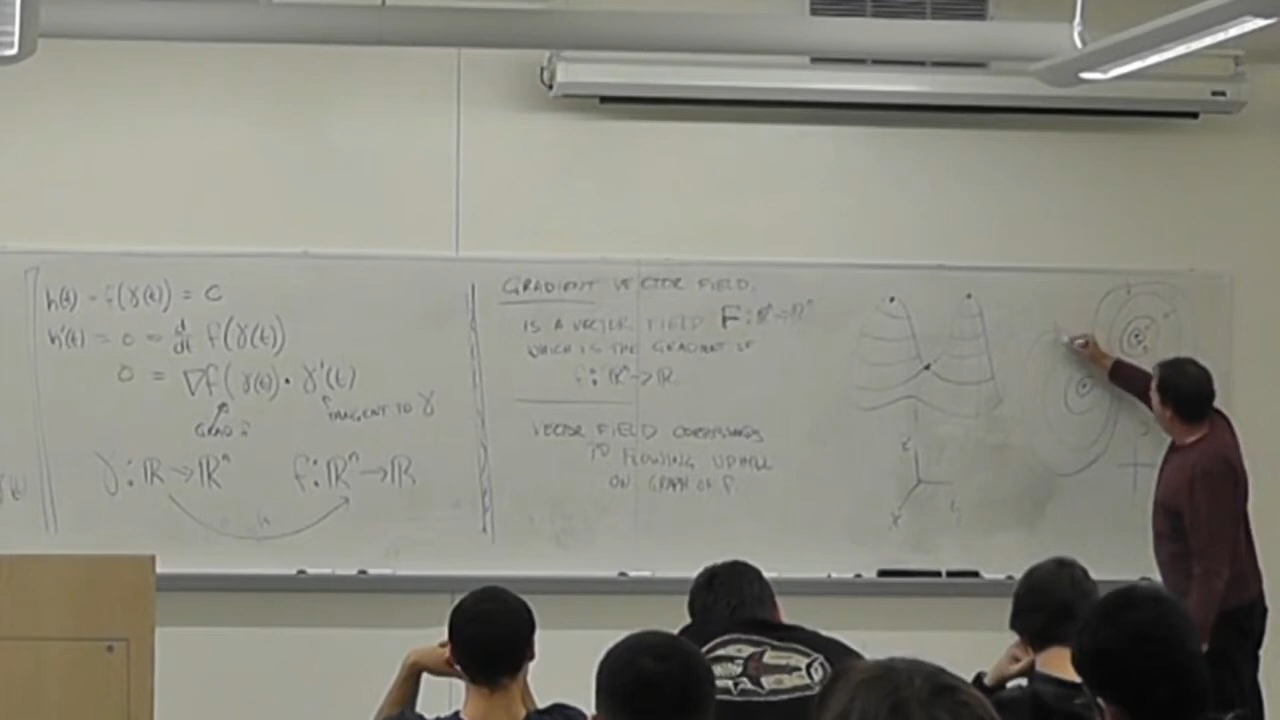 h(t) = f(γ(t)) = C
h'(t) = 0 = d/dt f(γ(t))
0 = ∇f(γ(t)) · γ'(t)
TANGENT TO γ
GRAD f
γ: ℝ → ℝⁿ f: ℝⁿ → ℝ
h
GRADIENT VECTOR FIELD.
IS A VECTOR FIELD F: ℝⁿ → ℝⁿ
WHICH IS THE GRADIENT OF
f: ℝⁿ → ℝ.
VECTOR FIELD CORRESPONDS
TO FLOWING UPHILL
ON GRAPH OF f.
z
x
y